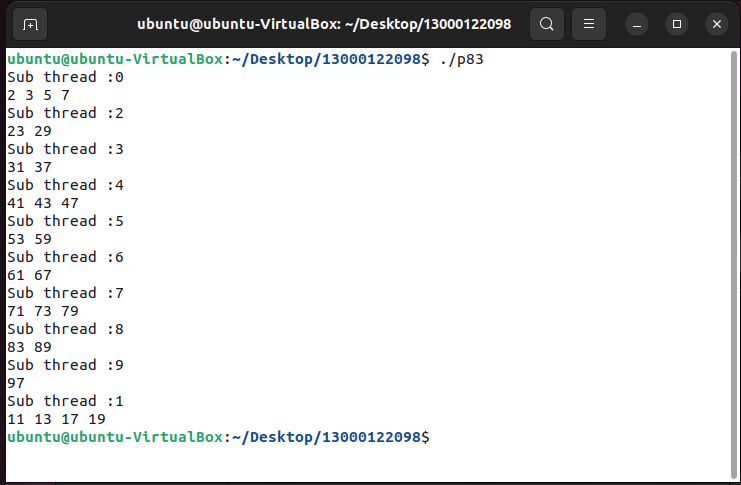 ubuntu@ubuntu-VirtualBox: ~/Desktop/13000122098
ubuntu@ubuntu-VirtualBox:~/Desktop/13000122098$ ./p83
Sub thread :0
2 3 5 7
Sub thread :2
23 29
Sub thread :3
31 37
Sub thread :4
41 43 47
Sub thread :5
53 59
Sub thread :6
61 67
Sub thread :7
71 73 79
Sub thread :8
83 89
Sub thread :9
97
Sub thread :1
11 13 17 19
ubuntu@ubuntu-VirtualBox:~/Desktop/13000122098$